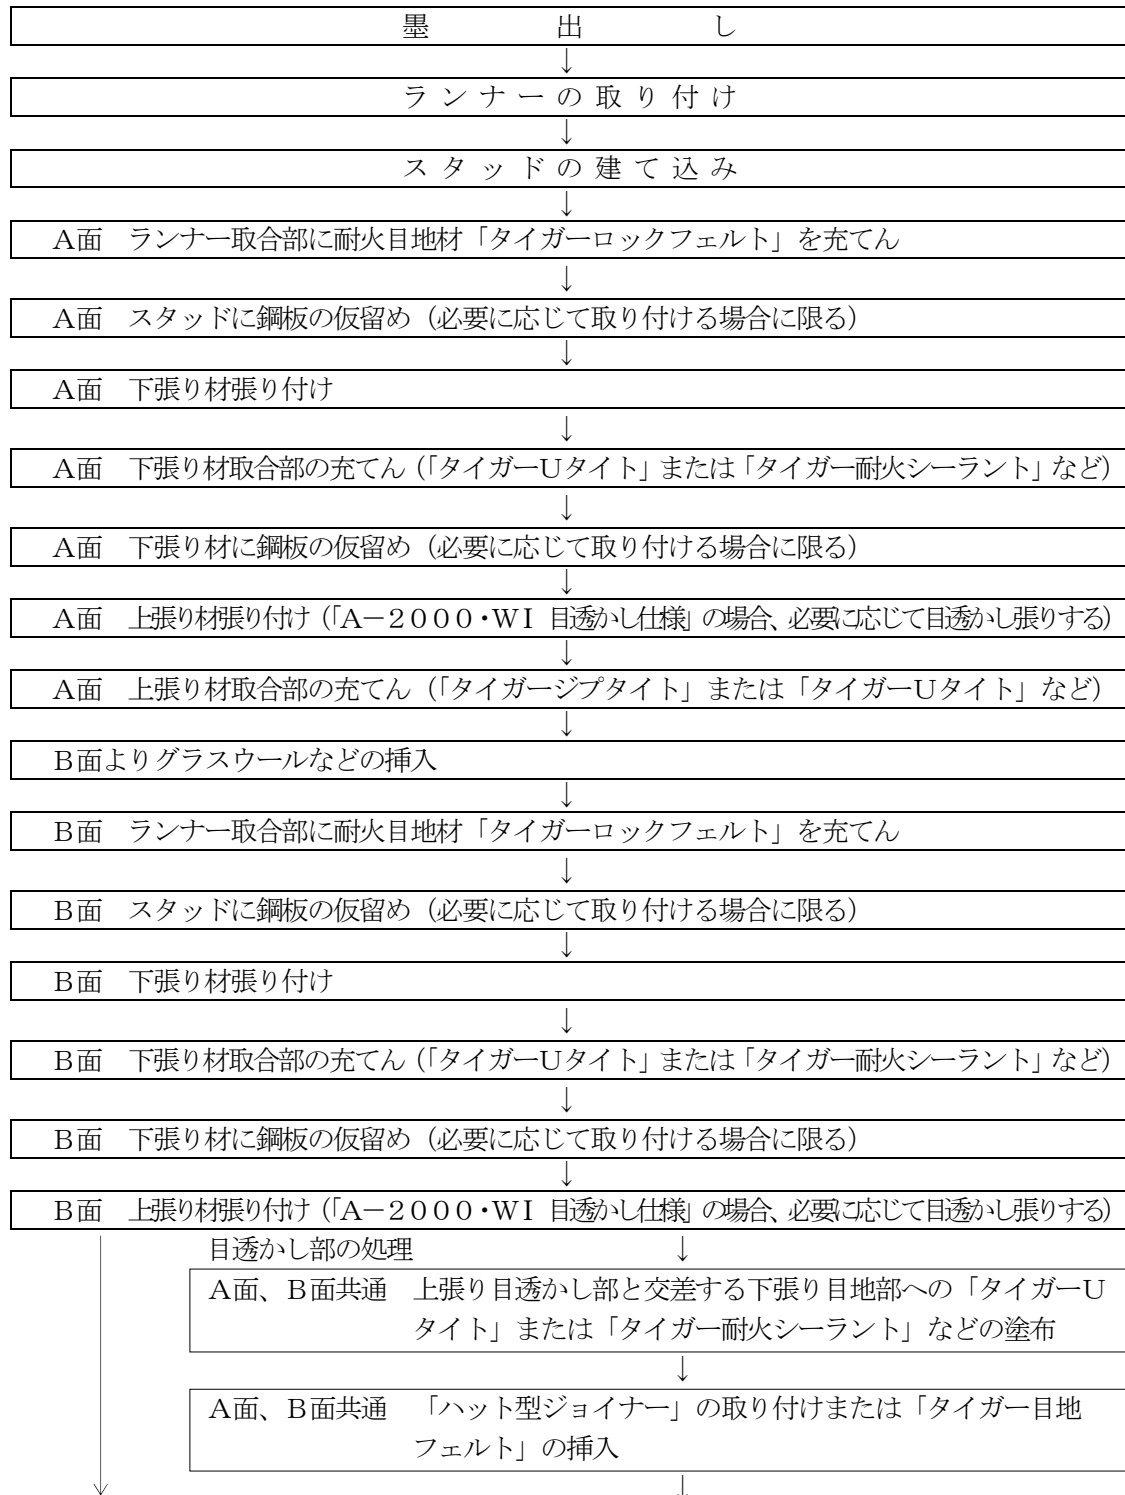 墨出し
↓
ランナーの取り付け
↓
スタッドの建て込み
↓
A面　ランナー取合部に耐火目地材「タイガーロックフェルト」を充てん
↓
A面　スタッドに鋼板の仮留め（必要に応じて取り付ける場合に限る）
↓
A面　下張り材張り付け
↓
A面　下張り材取合部の充てん（「タイガーUタイト」または「タイガー耐火シーラント」など）
↓
A面　下張り材に鋼板の仮留め（必要に応じて取り付ける場合に限る）
↓
A面　上張り材張り付け（「A－2000・WI 目透かし仕様」の場合、必要に応じて目透かし張りする）
↓
A面　上張り材取合部の充てん（「タイガージプタイト」または「タイガーUタイト」など）
↓
B面よりグラスウールなどの挿入
↓
B面　ランナー取合部に耐火目地材「タイガーロックフェルト」を充てん
↓
B面　スタッドに鋼板の仮留め（必要に応じて取り付ける場合に限る）
↓
B面　下張り材張り付け
↓
B面　下張り材取合部の充てん（「タイガーUタイト」または「タイガー耐火シーラント」など）
↓
B面　下張り材に鋼板の仮留め（必要に応じて取り付ける場合に限る）
↓
B面　上張り材張り付け（「A－2000・WI 目透かし仕様」の場合、必要に応じて目透かし張りする）
目透かし部の処理　↓
A面、B面共通　上張り目透かし部と交差する下張り目地部への「タイガーU
タイト」または「タイガー耐火シーラント」などの塗布
↓
A面、B面共通　「ハット型ジョイナー」の取り付けまたは「タイガー目地
フェルト」の挿入
↓